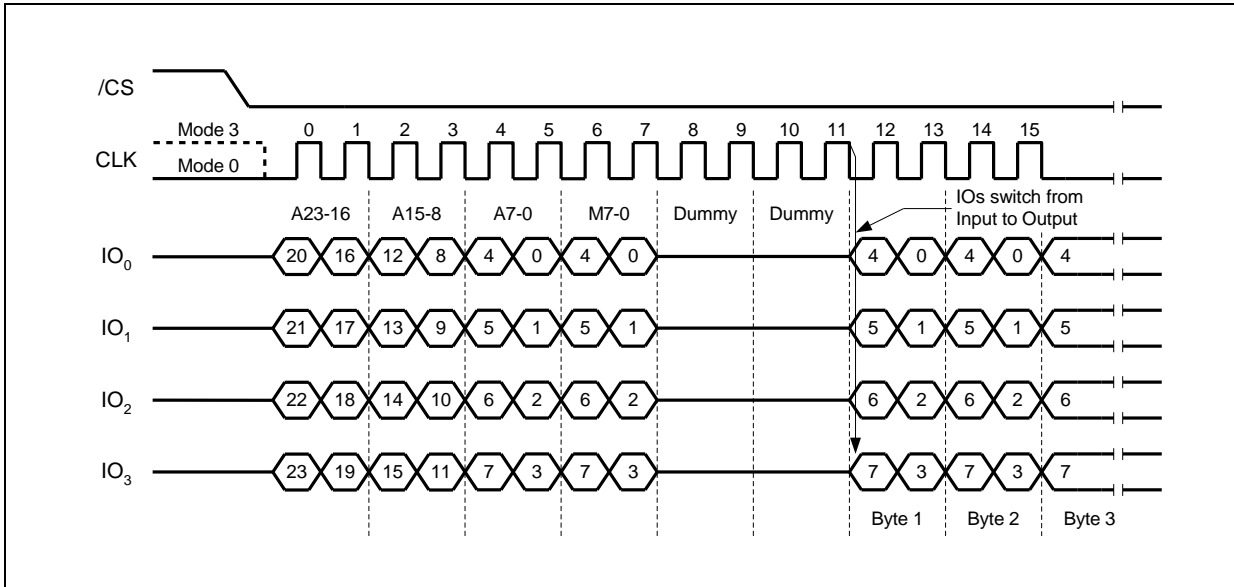 /CS
Mode 3 0 1 2 3 4 5 6 7 8 9 10 11 12 13 14 15
CLK
Mode 0
IOs switch from
Input to Output
A23-16 A15-8 A7-0 M7-0 Dummy Dummy
IO0 20 16 12 8 4 0 4 0 4 0 4 0 4
IO1 21 17 13 9 5 1 5 1 5 1 5 1 5
IO2 22 18 14 10 6 2 6 2 6 2 6 2 6
IO3 23 19 15 11 7 3 7 3 7 3 7 3 7
Byte 1 Byte 2 Byte 3